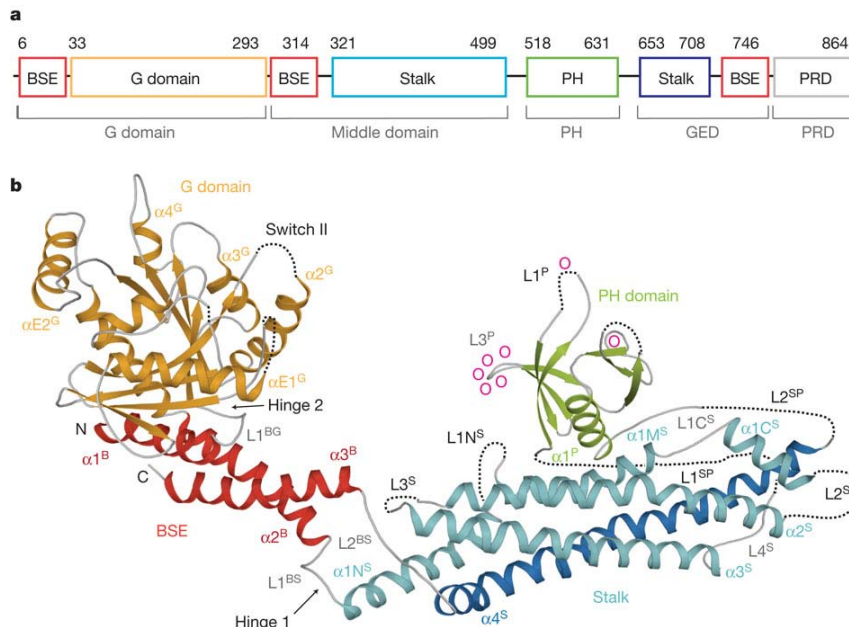 a
6 33 293 314 321 499 518 631 653 708 746 864
BSE G domain BSE Stalk PH Stalk BSE PRD
G domain Middle domain PH GED PRD
b
G domain
α4ᴳ
Switch II
α3ᴳ
α2ᴳ
αE2ᴳ
αE1ᴳ
Hinge 2
N
L1ᴮᴳ
α1ᴮ
α3ᴮ
C
BSE
α2ᴮ
L2ᴮˢ
L1ᴮˢ
α1Nˢ
Hinge 1
L1ᴾ
PH domain
L3ᴾ
L2ˢᴾ
L1Cˢ
α1Cˢ
α1Mˢ
L1Nˢ
α1ᴾ
L3ˢ
L1ˢᴾ
L2ˢ
α2ˢ
L4ˢ
α3ˢ
Stalk
α4ˢ